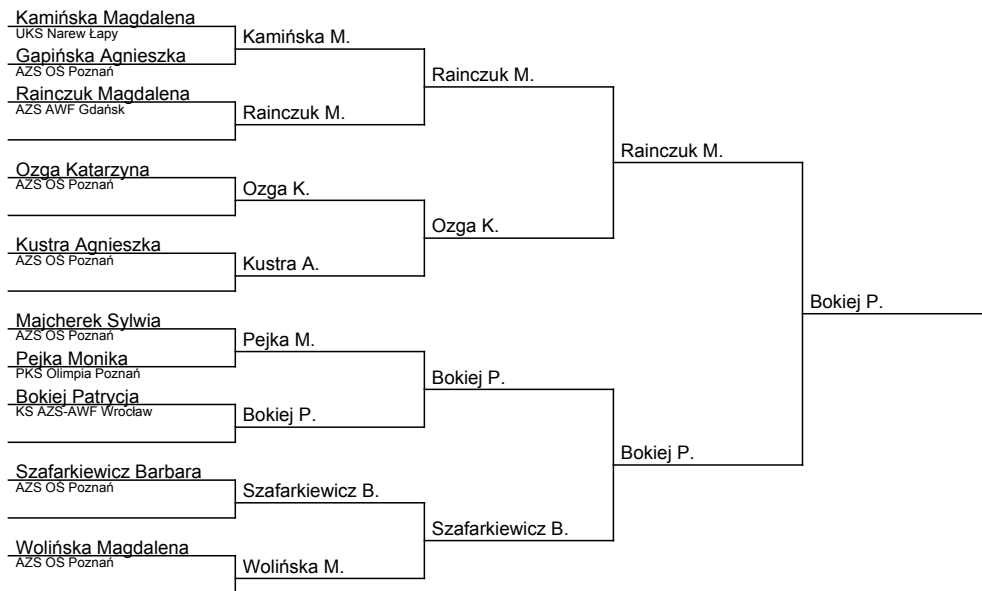 Kamińska Magdalena
UKS Narew Łapy
Kamińska M.
Gapińska Agnieszka
AZS OŚ Poznań
Rainczuk M.
Rainczuk Magdalena
AZS AWF Gdańsk
Rainczuk M.
Rainczuk M.
Ozga Katarzyna
AZS OŚ Poznań
Ozga K.
Ozga K.
Kustra Agnieszka
AZS OŚ Poznań
Kustra A.
Bokiej P.
Majcherek Sylwia
AZS OŚ Poznań
Pejka M.
Pejka Monika
PKS Olimpia Poznań
Bokiej P.
Bokiej Patrycja
KS AZS-AWF Wrocław
Bokiej P.
Bokiej P.
Szafarkiewicz Barbara
AZS OŚ Poznań
Szafarkiewicz B.
Szafarkiewicz B.
Wolińska Magdalena
AZS OŚ Poznań
Wolińska M.